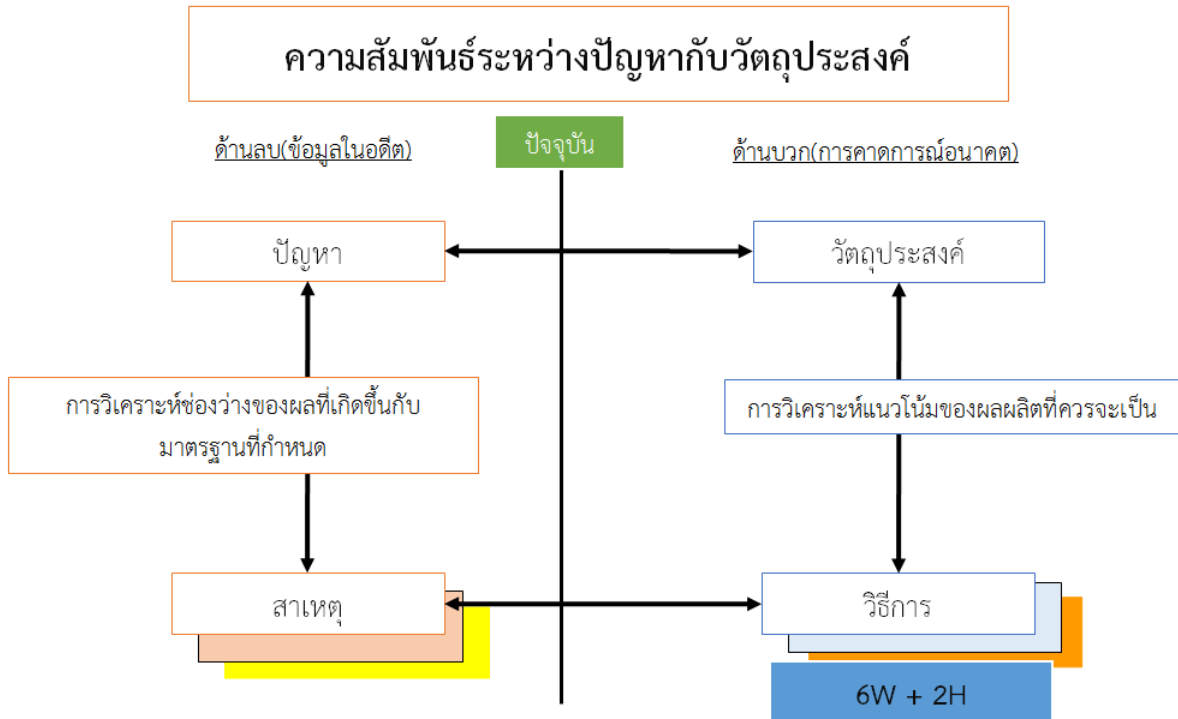 ความสัมพันธ์ระหว่างปัญหากับวัตถุประสงค์
ด้านลบ(ข้อมูลในอดีต)
ปัจจุบัน
ด้านบวก(การคาดการณ์อนาคต)
ปัญหา
วัตถุประสงค์
การวิเคราะห์ช่องว่างของผลที่เกิดขึ้นกับ
มาตรฐานที่กำหนด
การวิเคราะห์แนวโน้มของผลผลิตที่ควรจะเป็น
สาเหตุ
วิธีการ
6W + 2H